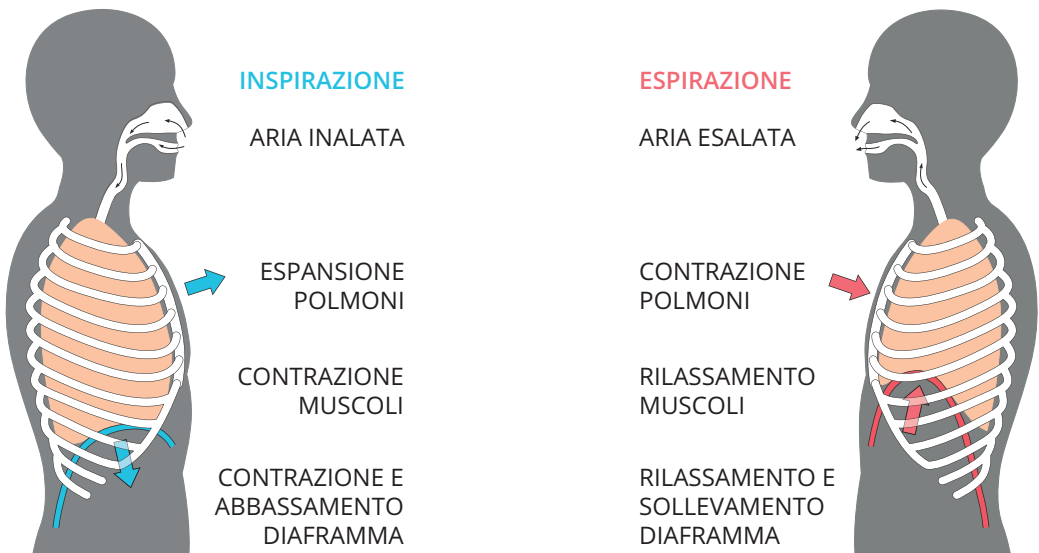 INSPIRAZIONE
ARIA INALATA
ESPANSIONE
POLMONI
CONTRAZIONE
MUSCOLI
CONTRAZIONE E
ABBASSAMENTO
DIAFRAMMA
ESPIRAZIONE
ARIA ESALATA
CONTRAZIONE
POLMONI
RILASSAMENTO
MUSCOLI
RILASSAMENTO E
SOLLEVAMENTO
DIAFRAMMA